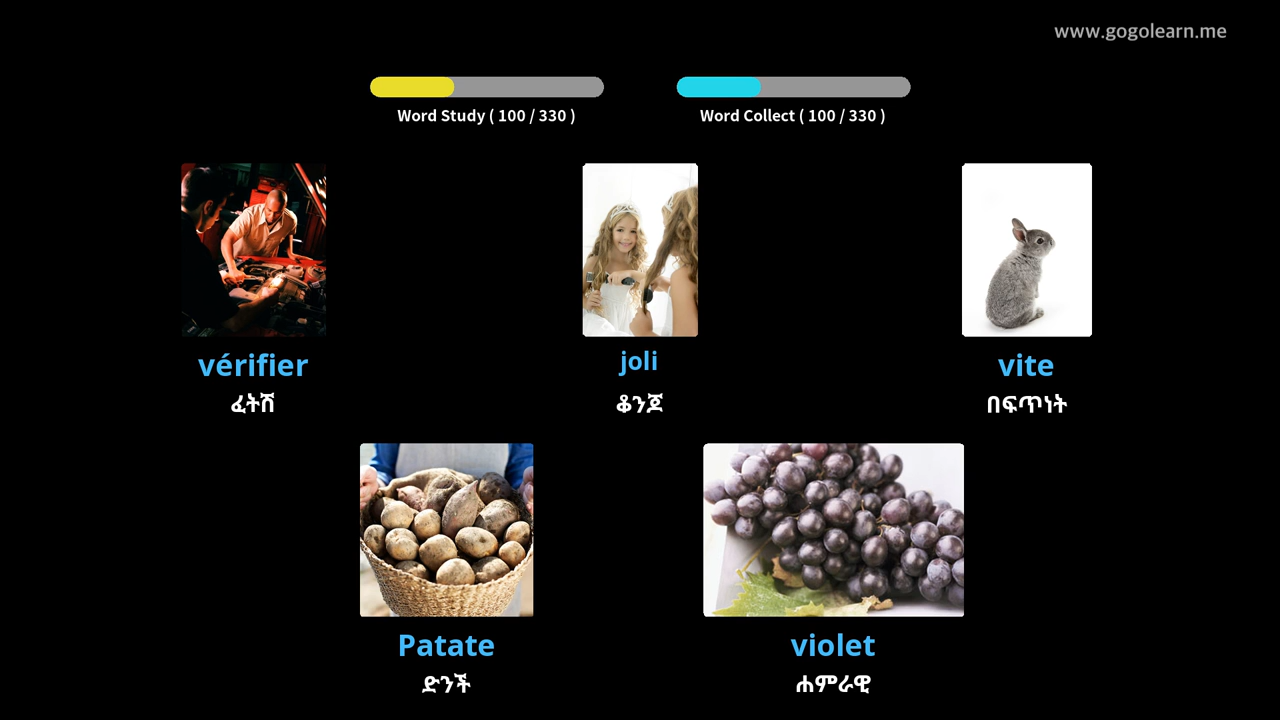 www.gogolearn.me
Word Study ( 100 / 330 )
Word Collect ( 100 / 330 )
vérifier
ፈትሽ
joli
ቆንጆ
vite
በፍጥነት
Patate
ድንች
violet
ሐምራዊ